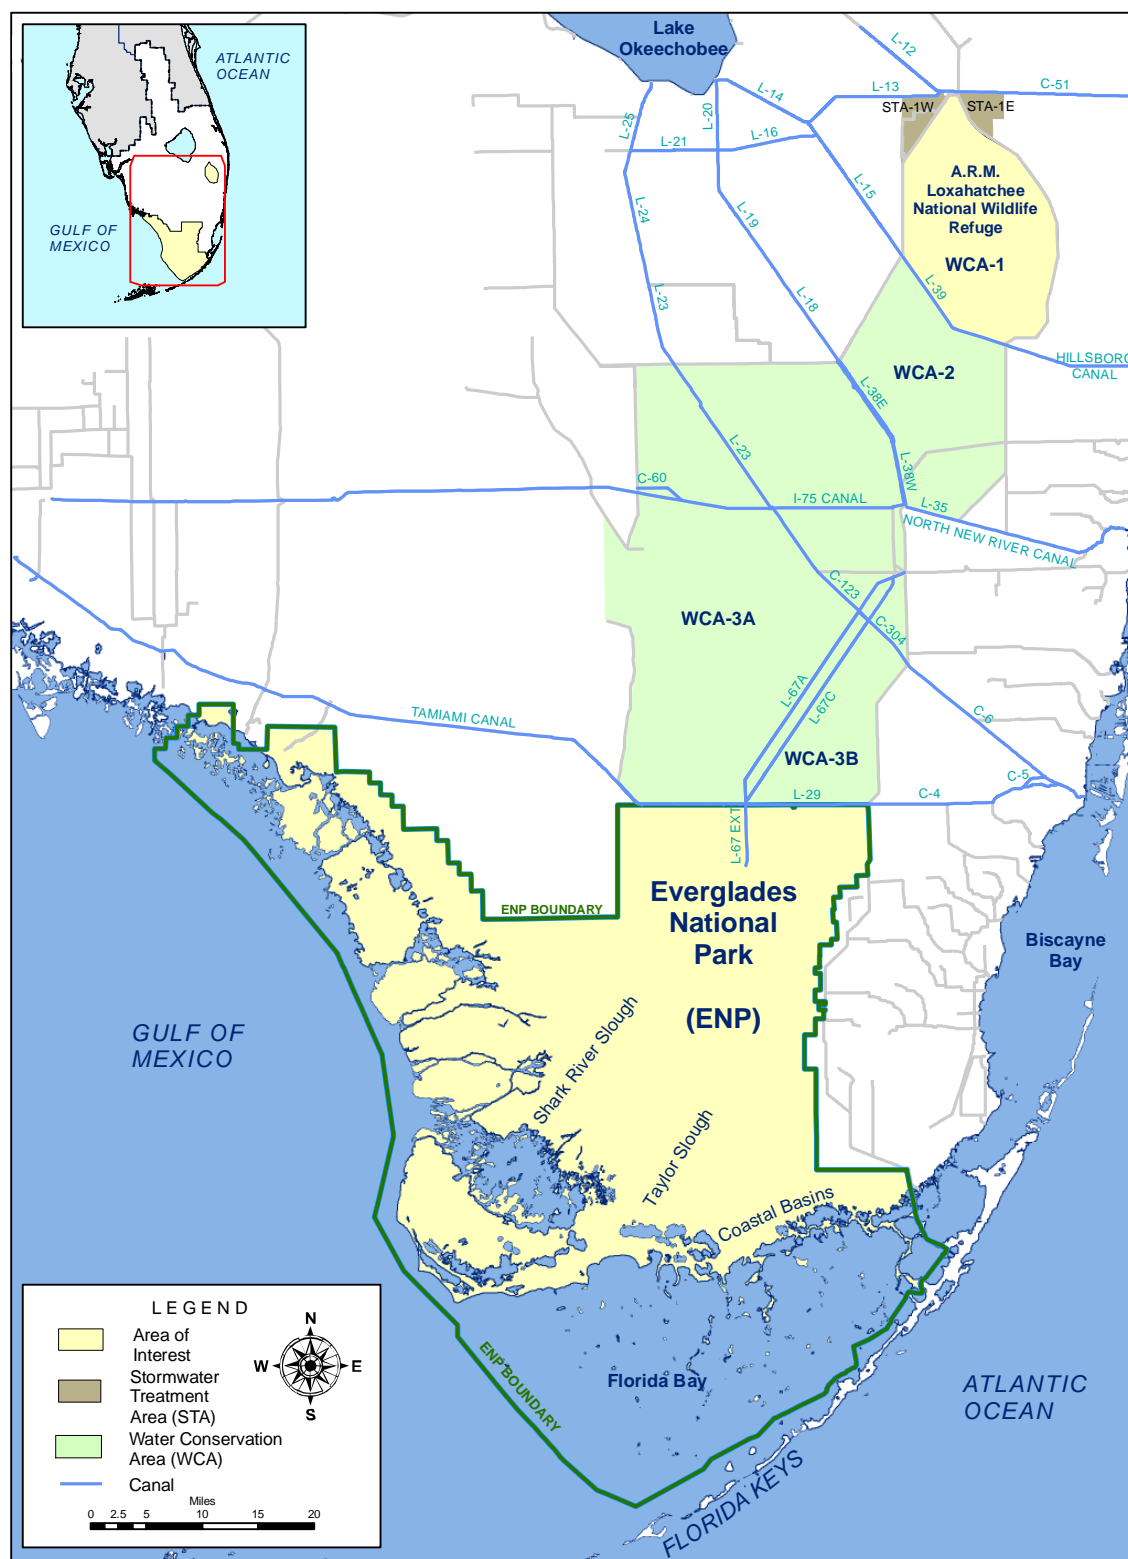 ATLANTIC
OCEAN
GULF OF
MEXICO
Lake
Okeechobee
L-12
L-13
C-51
L-14
L-20
L-25
STA-1W
STA-1E
L-21
L-16
A.R.M.
Loxahatchee
National Wildlife
Refuge
WCA-1
L-15
L-24
L-19
L-39
L-23
L-18
HILLSBORO
CANAL
WCA-2
L-38E
L-23
L-38W
C-60
I-75 CANAL
L-35
NORTH NEW RIVER CANAL
C-123
WCA-3A
C-304
L-67A
L-67C
C-6
TAMIAMI CANAL
WCA-3B
C-5
L-29
C-4
L-67 EXT
ENP BOUNDARY
Everglades
National
Park
(ENP)
Biscayne
Bay
GULF OF
MEXICO
Shark River Slough
Taylor Slough
Coastal Basins
ENP BOUNDARY
Florida Bay
ATLANTIC
OCEAN
FLORIDA KEYS
LEGEND
Area of
Interest
Stormwater
Treatment
Area (STA)
Water Conservation
Area (WCA)
Canal
N
W
E
S
Miles
0 2.5 5 10 15 20